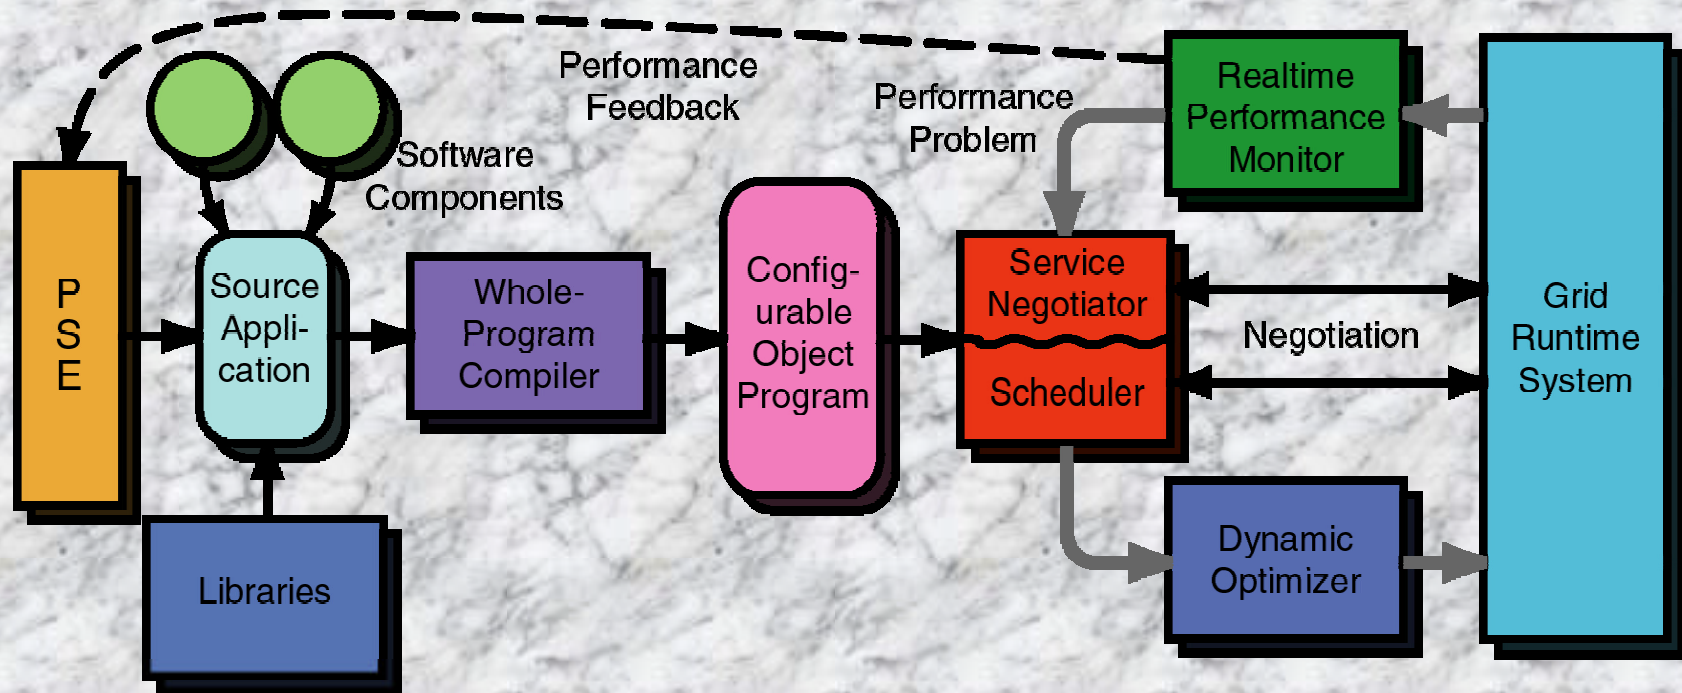 Performance
Feedback
Performance
Problem
Realtime
Performance
Monitor
Software
Components
P
S
E
Source
Appli-
cation
Whole-
Program
Compiler
Config-
urable
Object
Program
Service
Negotiator
Scheduler
Negotiation
Grid
Runtime
System
Libraries
Dynamic
Optimizer